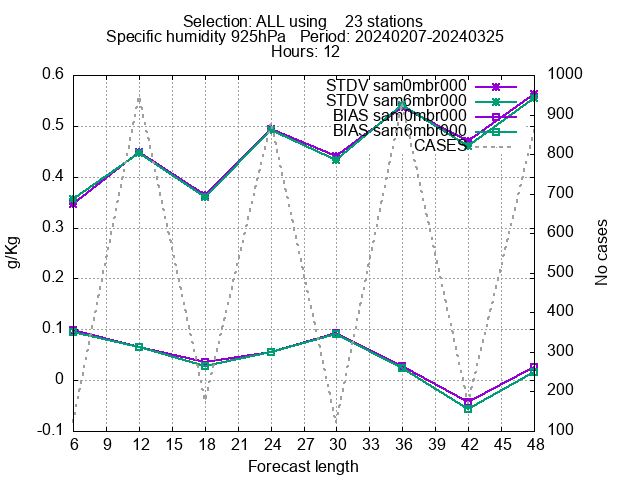 Selection: ALL using    23 stations
Specific humidity 925hPa   Period: 20240207-20240325
Hours: 12
STDV sam0mbr000
STDV sam6mbr000
BIAS sam0mbr000
BIAS sam6mbr000
CASES
g/Kg
0.6
0.5
0.4
0.3
0.2
0.1
0
-0.1
No cases
1000
900
800
700
600
500
400
300
200
100
6 9 12 15 18 21 24 27 30 33 36 39 42 45 48
Forecast length